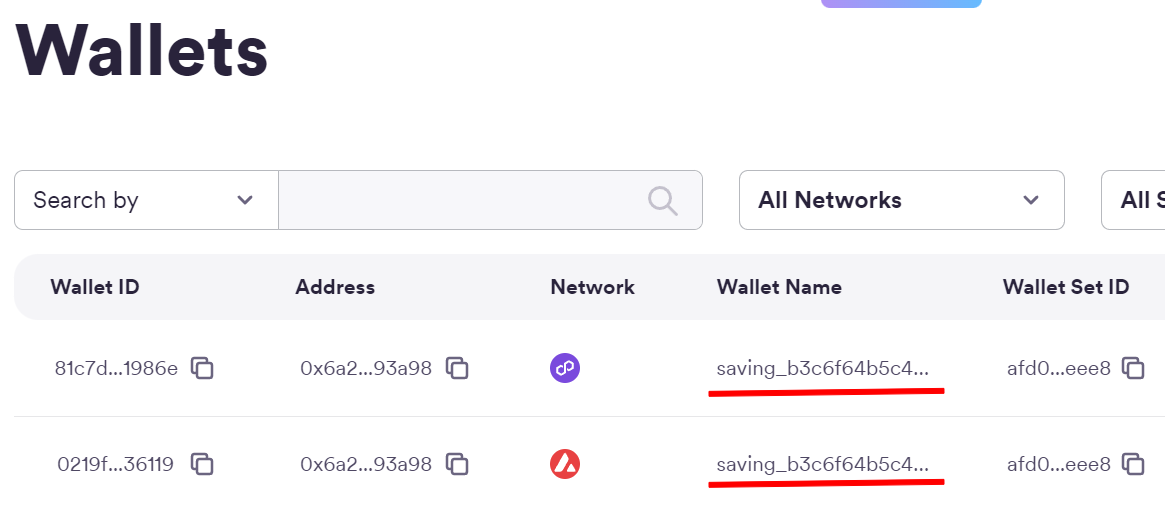 Wallets
Search by All Networks All S
Wallet ID Address Network Wallet Name Wallet Set ID
81c7d...1986e 0x6a2...93a98 saving_b3c6f64b5c4... afd0...eee8
0219f...36119 0x6a2...93a98 saving_b3c6f64b5c4... afd0...eee8